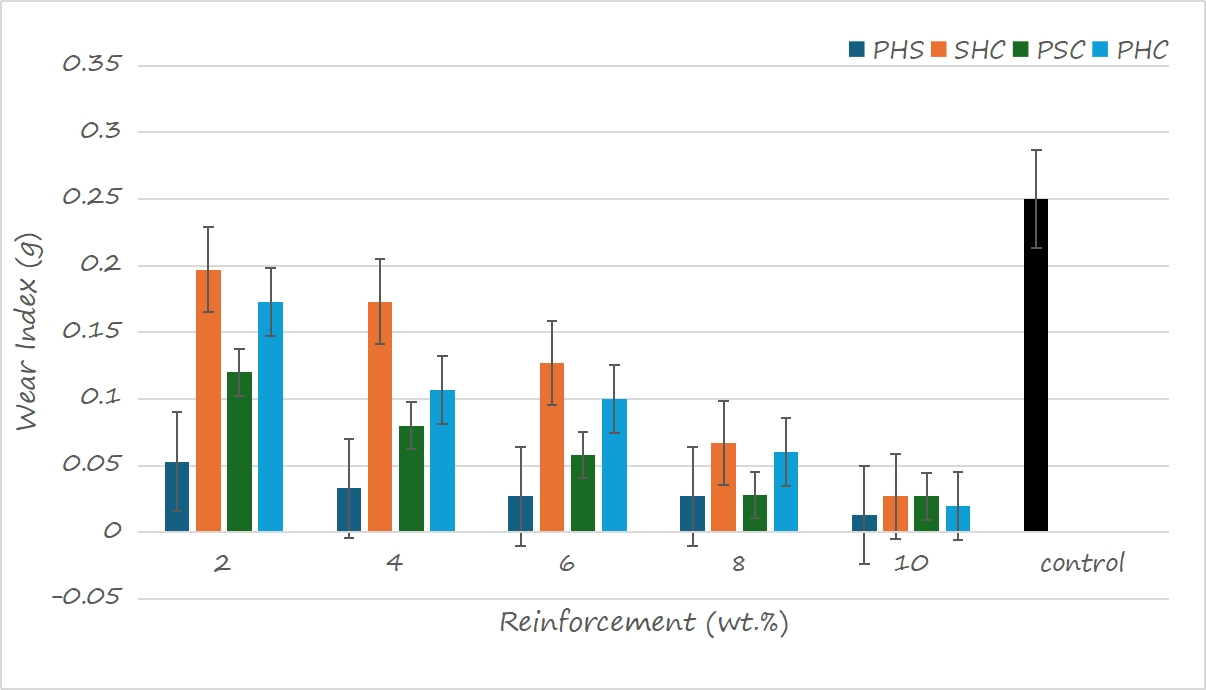 PHS SHC PSC PHC
0.35
0.3
0.25
0.2
0.15
0.1
0.05
0
-0.05
Wear Index (g)
2 4 6 8 10 control
Reinforcement (wt.%)